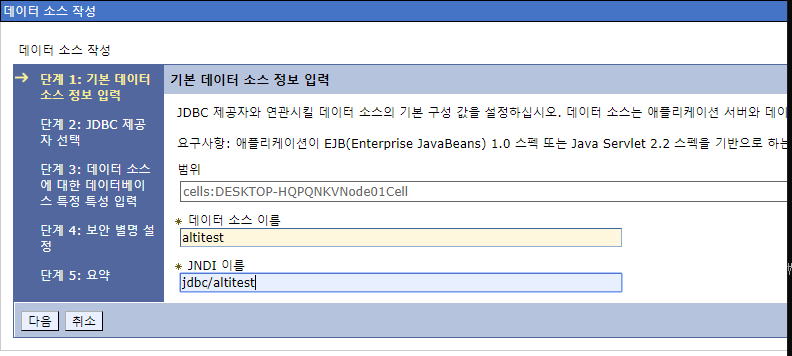 데이터 소스 작성
데이터 소스 작성
단계 1: 기본 데이터
소스 정보 입력
단계 2: JDBC 제공
자 선택
단계 3: 데이터 소스
에 대한 데이터베이
스 특정 특성 입력
단계 4: 보안 별명 설
정
단계 5: 요약
기본 데이터 소스 정보 입력
JDBC 제공자와 연관시킬 데이터 소스의 기본 구성 값을 설정하십시오. 데이터 소스는 애플리케이션 서버와 데이
요구사항: 애플리케이션이 EJB(Enterprise JavaBeans) 1.0 스펙 또는 Java Servlet 2.2 스펙을 기반으로 하는
범위
cells:DESKTOP-HQPQNKVNode01Cell
* 데이터 소스 이름
altitest
* JNDI 이름
jdbc/altitest
다음 취소